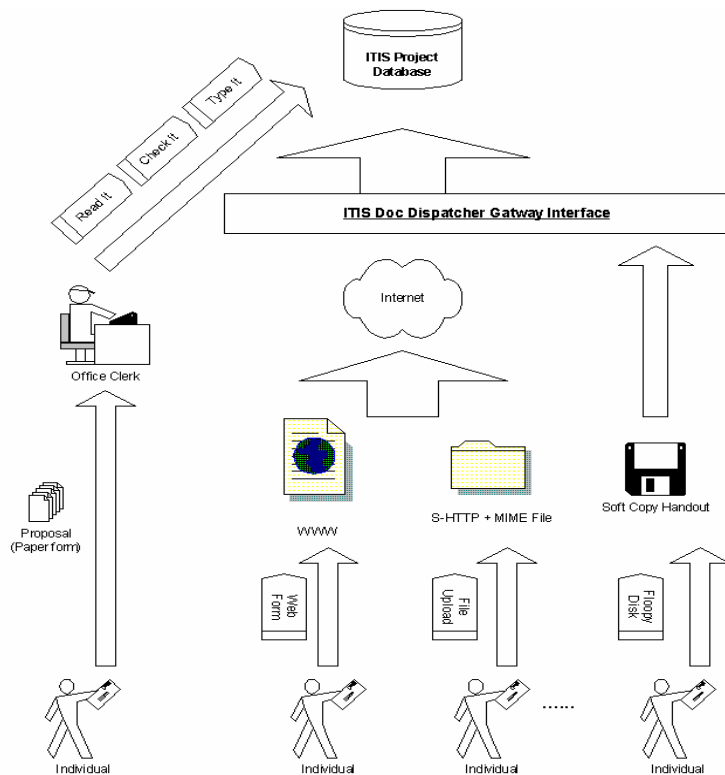 ITIS Project
Database
Type It
Check It
Read It
ITIS Doc Dispatcher Gatway Interface
Internet
Office Clerk
Proposal
(Paper form)
WWW
S-HTTP + MIME File
Soft Copy Handout
Web
Form
File
Upload
Floopy
Disk
......
Individual
Individual
Individual
Individual